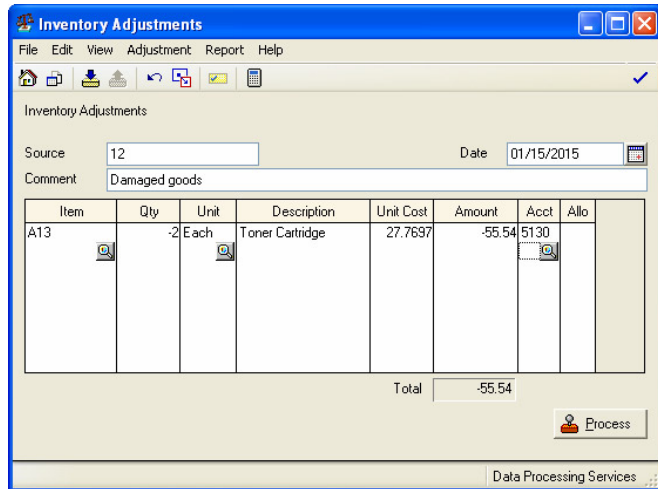 Inventory Adjustments
File Edit View Adjustment Report Help
Inventory Adjustments
Source 12 Date 01/15/2015
Comment Damaged goods
Item Qty Unit Description Unit Cost Amount Acct Allo
A13 -2 Each Toner Cartridge 27.7697 -55.54 5130
Total -55.54
Process
Data Processing Services